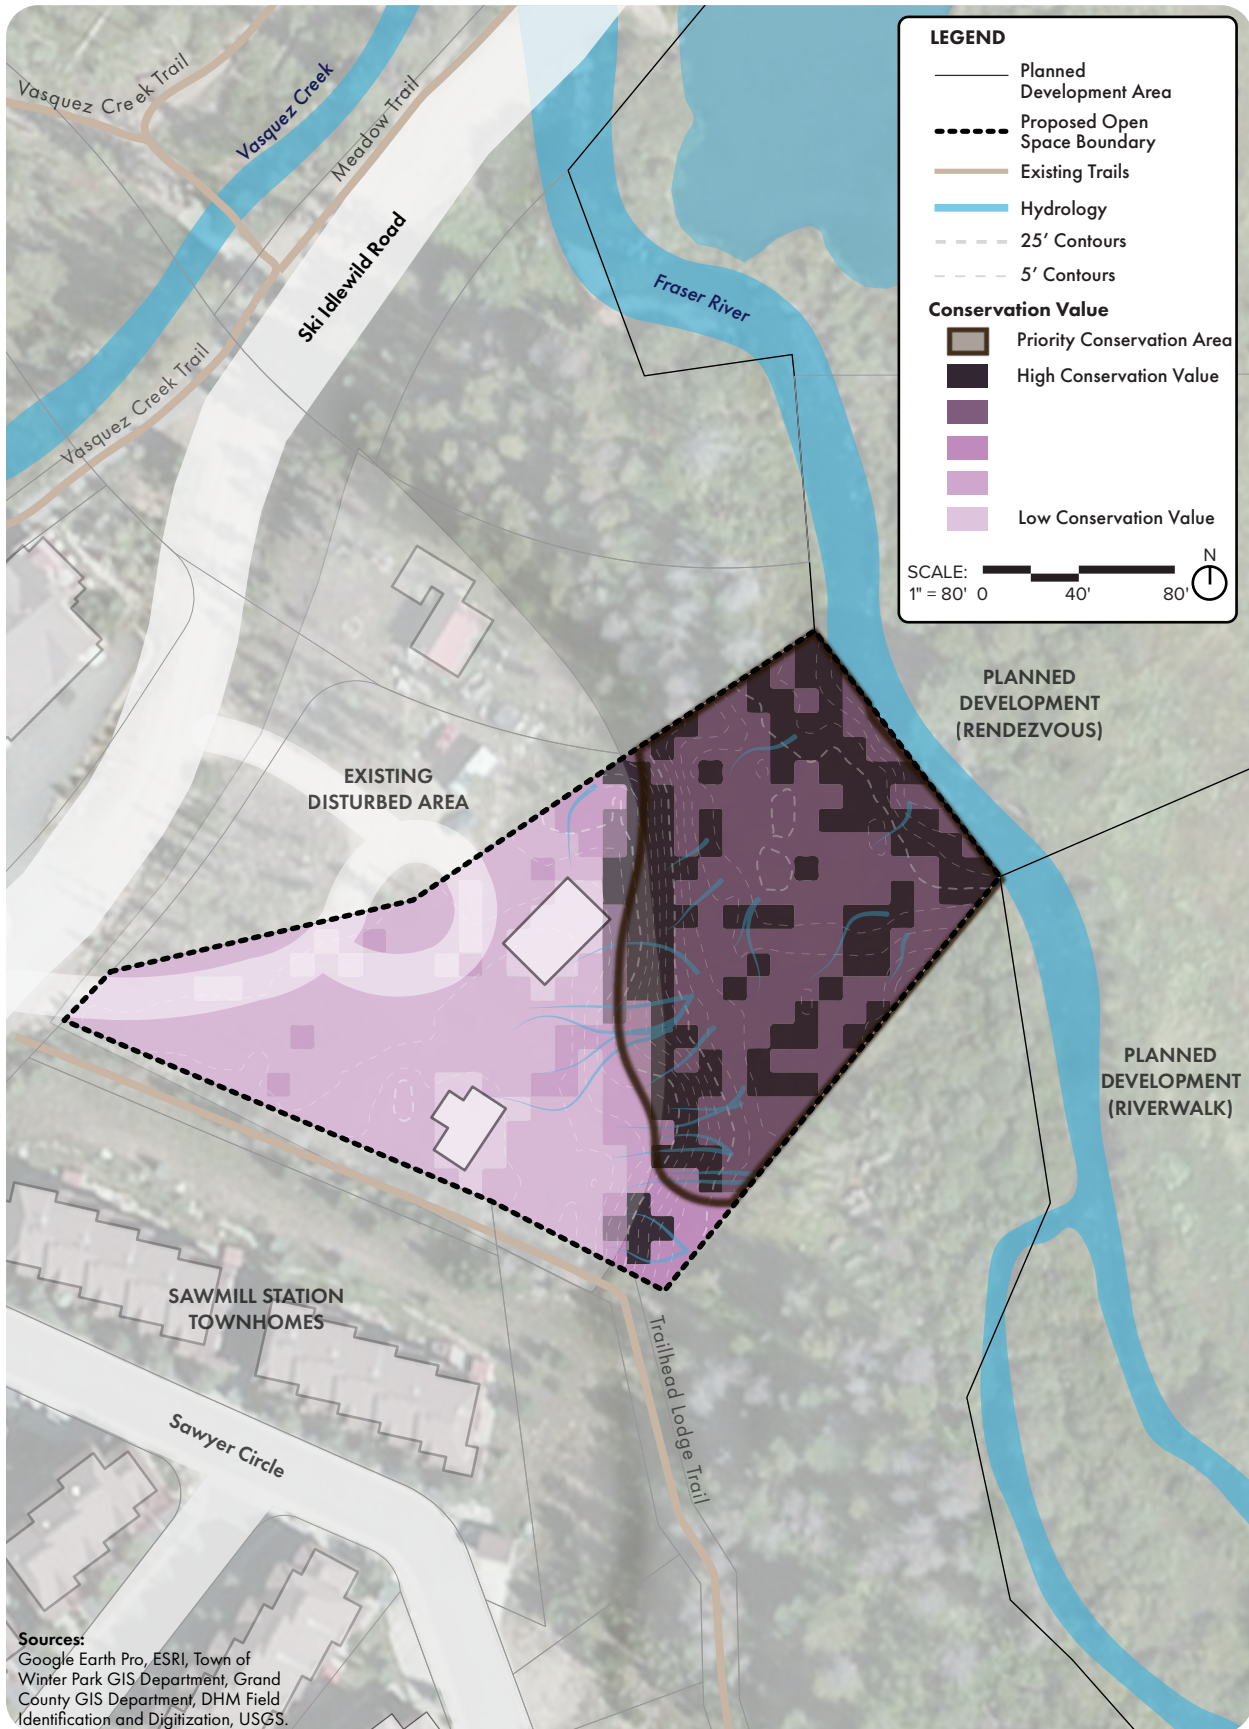 LEGEND
Planned
Development Area
Proposed Open
Space Boundary
Existing Trails
Hydrology
25' Contours
5' Contours
Conservation Value
Priority Conservation Area
High Conservation Value
Low Conservation Value
SCALE:
1" = 80'
0
40'
80'
N
Vasquez Creek Trail
Vasquez Creek
Meadow Trail
Ski Idlewild Road
Fraser River
Vasquez Creek Trail
PLANNED
DEVELOPMENT
(RENDEZVOUS)
EXISTING
DISTURBED AREA
PLANNED
DEVELOPMENT
(RIVERWALK)
SAWMILL STATION
TOWNHOMES
Trailhead Lodge Trail
Sawyer Circle
Sources:
Google Earth Pro, ESRI, Town of
Winter Park GIS Department, Grand
County GIS Department, DHM Field
Identification and Digitization, USGS.